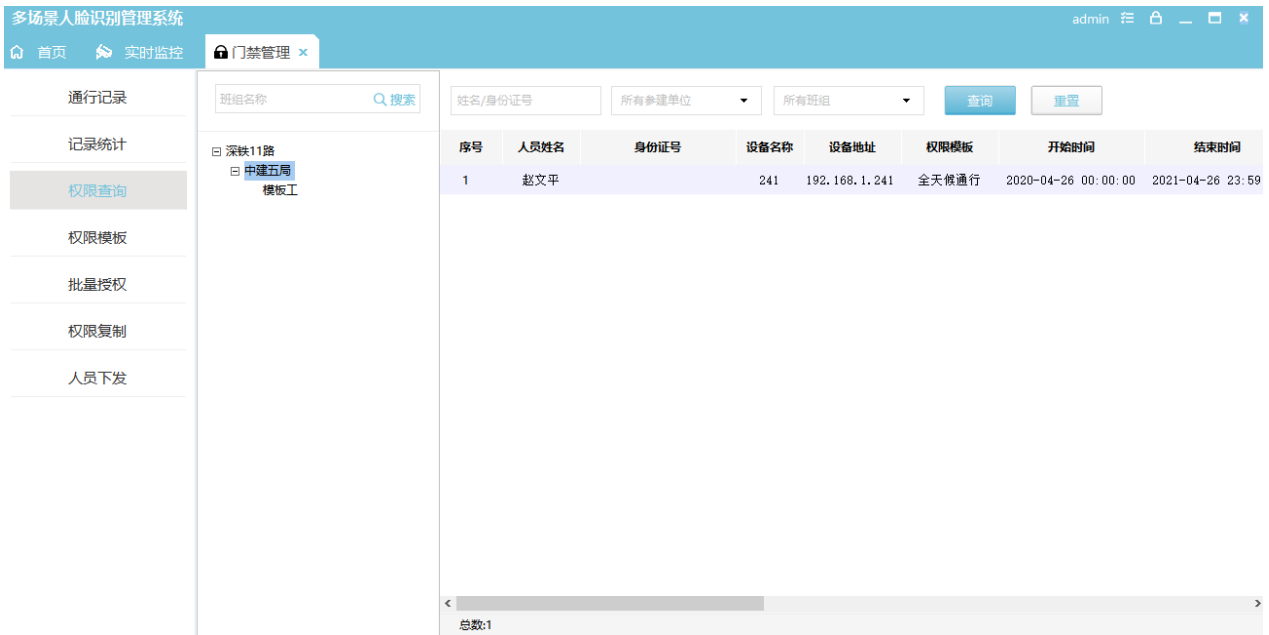 多场景人脸识别管理系统
admin
首页 实时监控 门禁管理 ×
通行记录
记录统计
权限查询
权限模板
批量授权
权限复制
人员下发
班组名称 搜索
深铁11路
中建五局
模板工
姓名/身份证号 所有参建单位 所有班组 查询 重置
序号 人员姓名 身份证号 设备名称 设备地址 权限模板 开始时间 结束时间
1 赵文平 241 192.168.1.241 全天候通行 2020-04-26 00:00:00 2021-04-26 23:59
总数:1